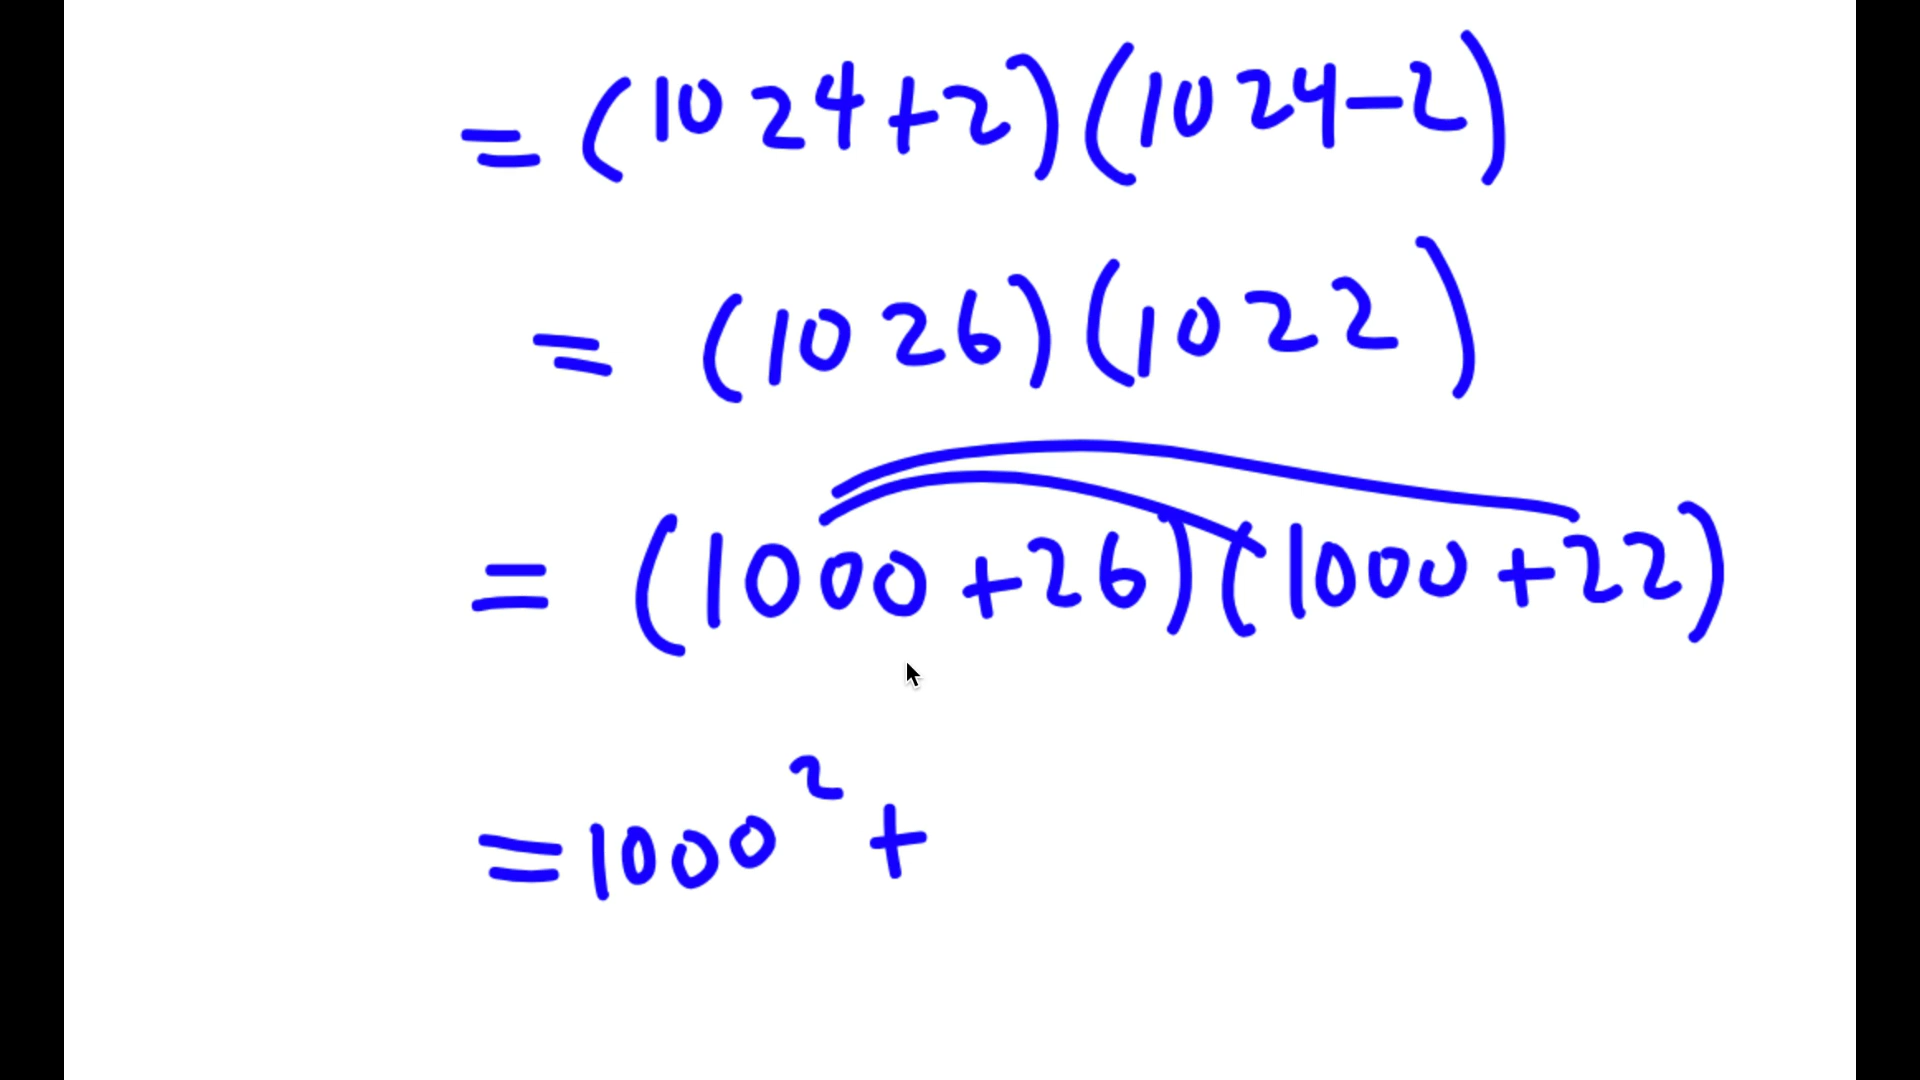 = (1024+2)(1024-2)
= (1026)(1022)
= (1000+26)(1000+22)
= 1000² +